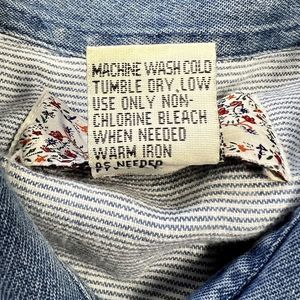 MACHINE WASH COLD
TUMBLE DRY, LOW
USE ONLY NON-
CHLORINE BLEACH
WHEN NEEDED
WARM IRON
AS NEEDED